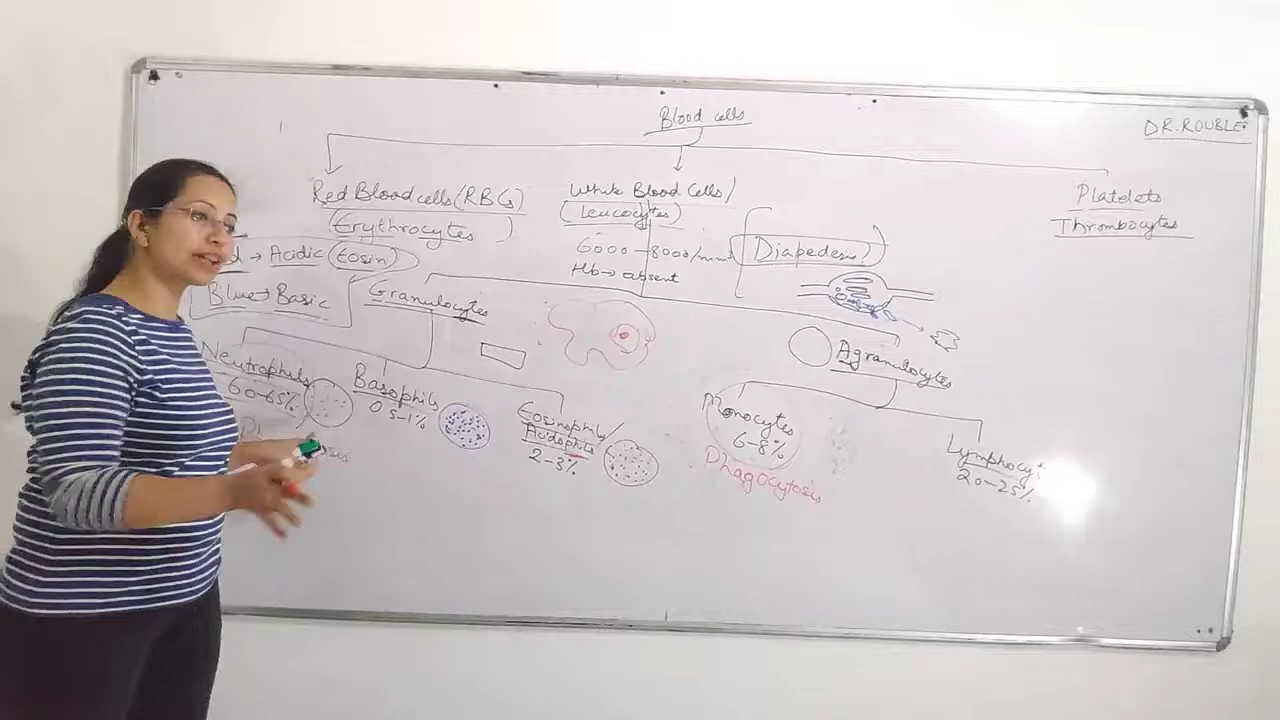 Blood cells
DR. ROUBLE
Red Blood cells (RBCs)
(Erythrocytes)
White Blood Cells/
(Leucocytes)
6000-8000/mm³
Hb → absent
Platelets
Thrombocytes
(Diapedesis)
→ Acidic (Eosin)
Blue → Basic
Granulocytes
Agranulocytes
Neutrophils
60-65%
Basophils
0.5-1%
Eosinophils/
Acidophils
2-3%
Monocytes
6-8%
Phagocytosis
Lymphocyt
20-25%